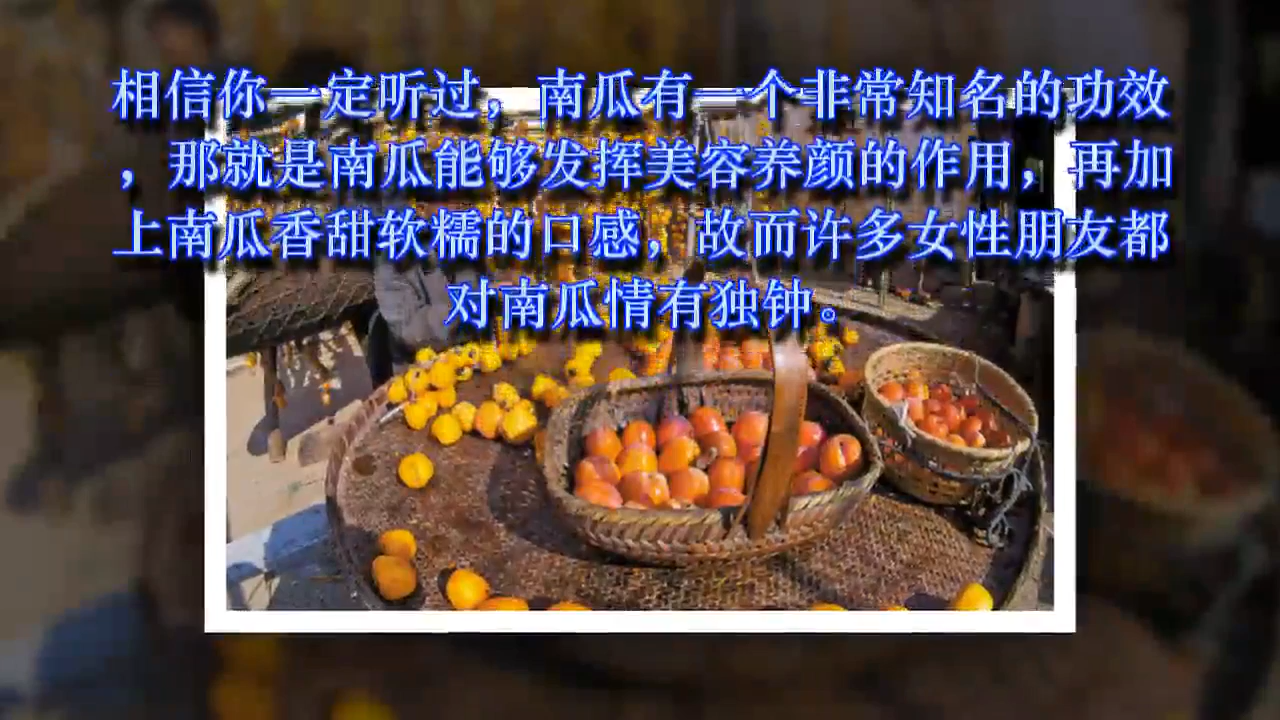 相信你一定听过，南瓜有一个非常知名的功效
，那就是南瓜能够发挥美容养颜的作用，再加
上南瓜香甜软糯的口感，故而许多女性朋友都
对南瓜情有独钟。